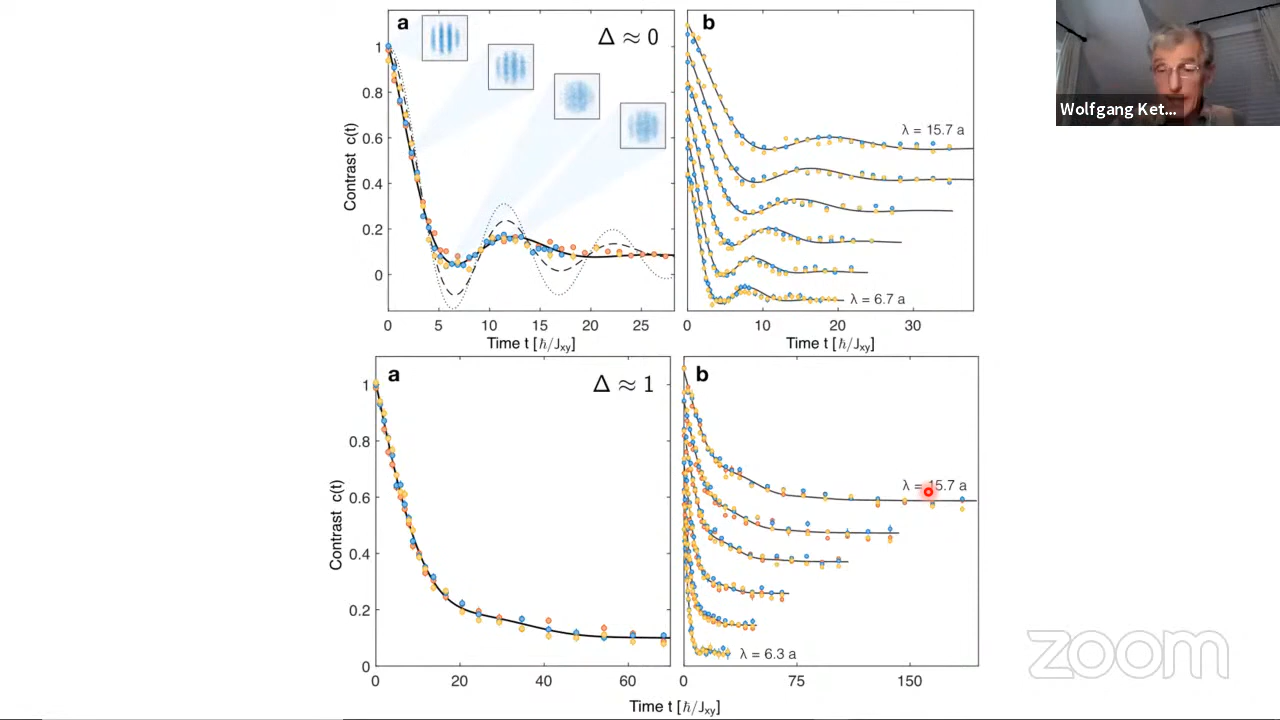 a
Δ ≈ 0
1
0.8
0.6
0.4
0.2
0
Contrast c(t)
0 5 10 15 20 25
Time t [ℏ/Jxy]
b
λ = 15.7 a
λ = 6.7 a
0 10 20 30
Time t [ℏ/Jxy]
Wolfgang Ket...
a
Δ ≈ 1
1
0.8
0.6
0.4
0.2
0
Contrast c(t)
0 20 40 60
b
λ = 15.7 a
λ = 6.3 a
0 75 150
Time t [ℏ/Jxy]
zoom